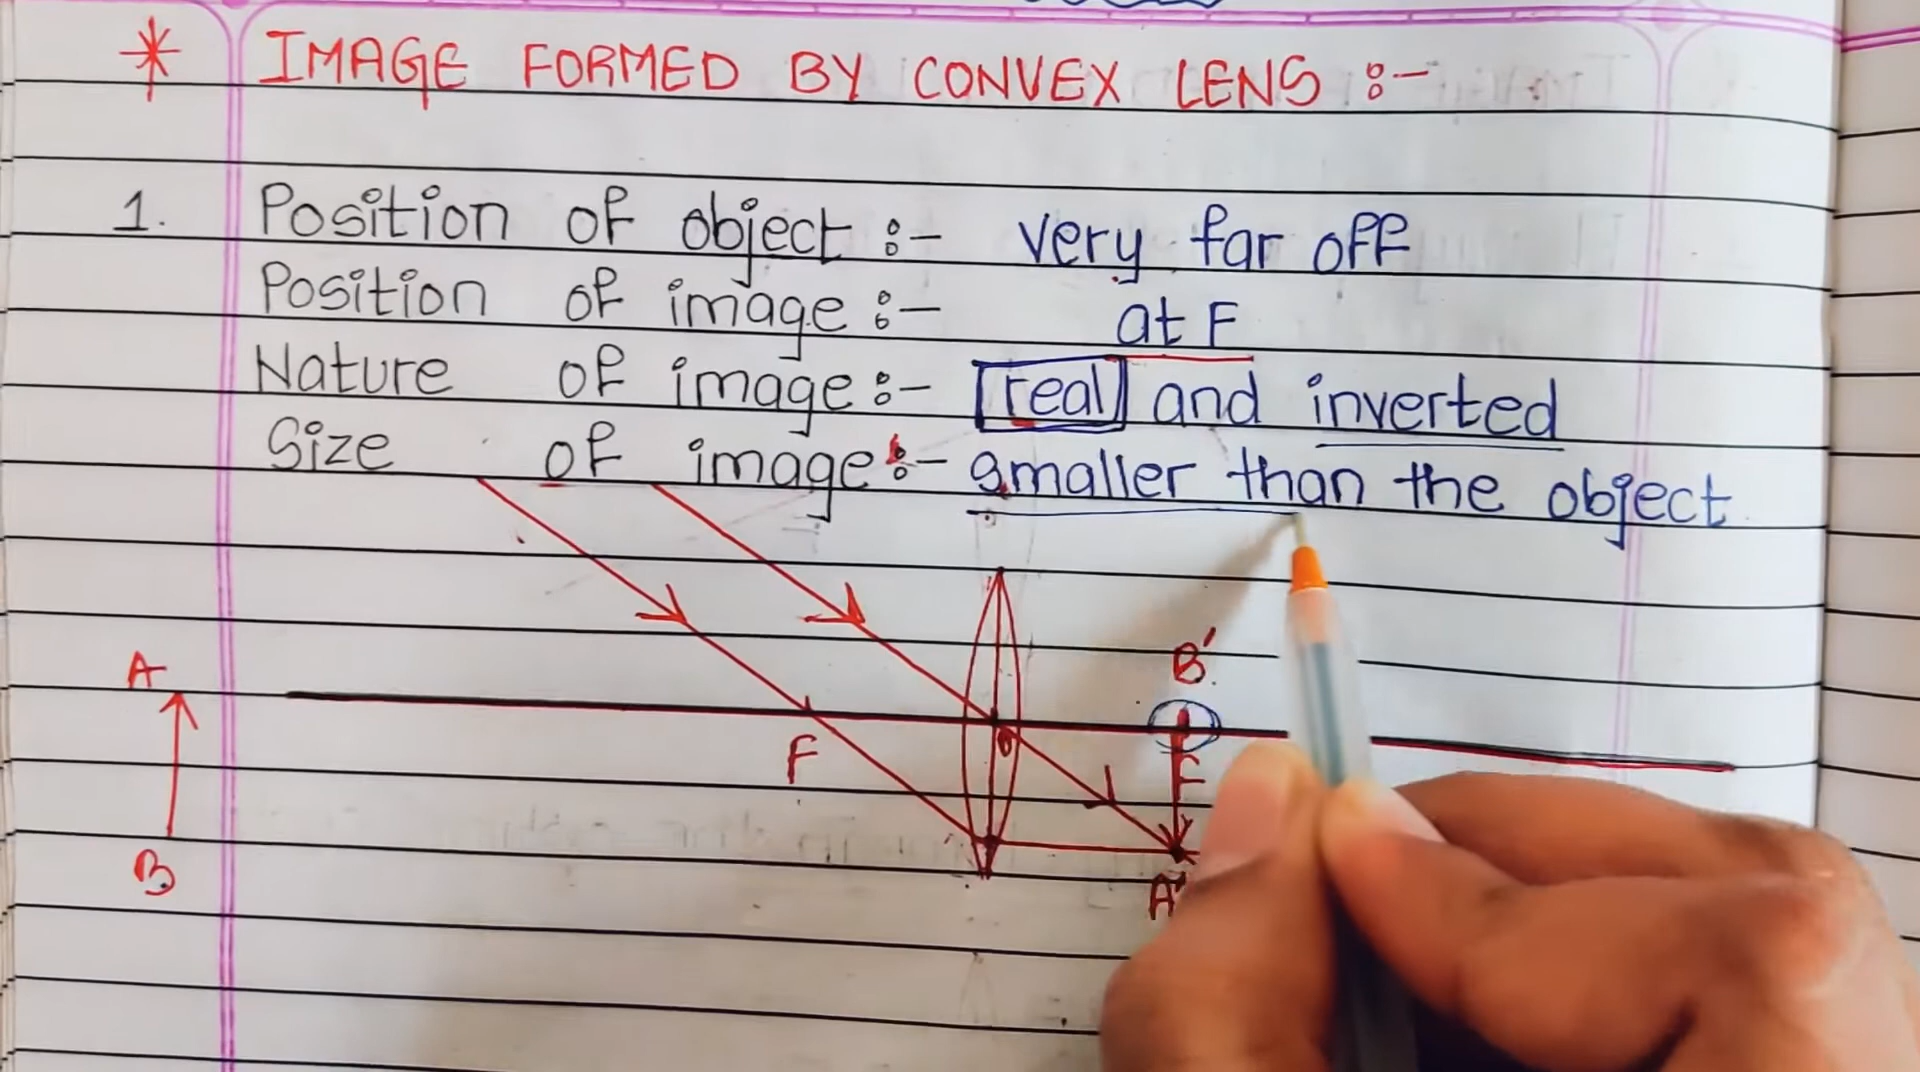 * IMAGE FORMED BY CONVEX LENS :-
1. Position of object :- very far off
Position of image :- at F
Nature of image :- real and inverted
Size of image :- smaller than the object
B'
A
F
O
F
B
A'